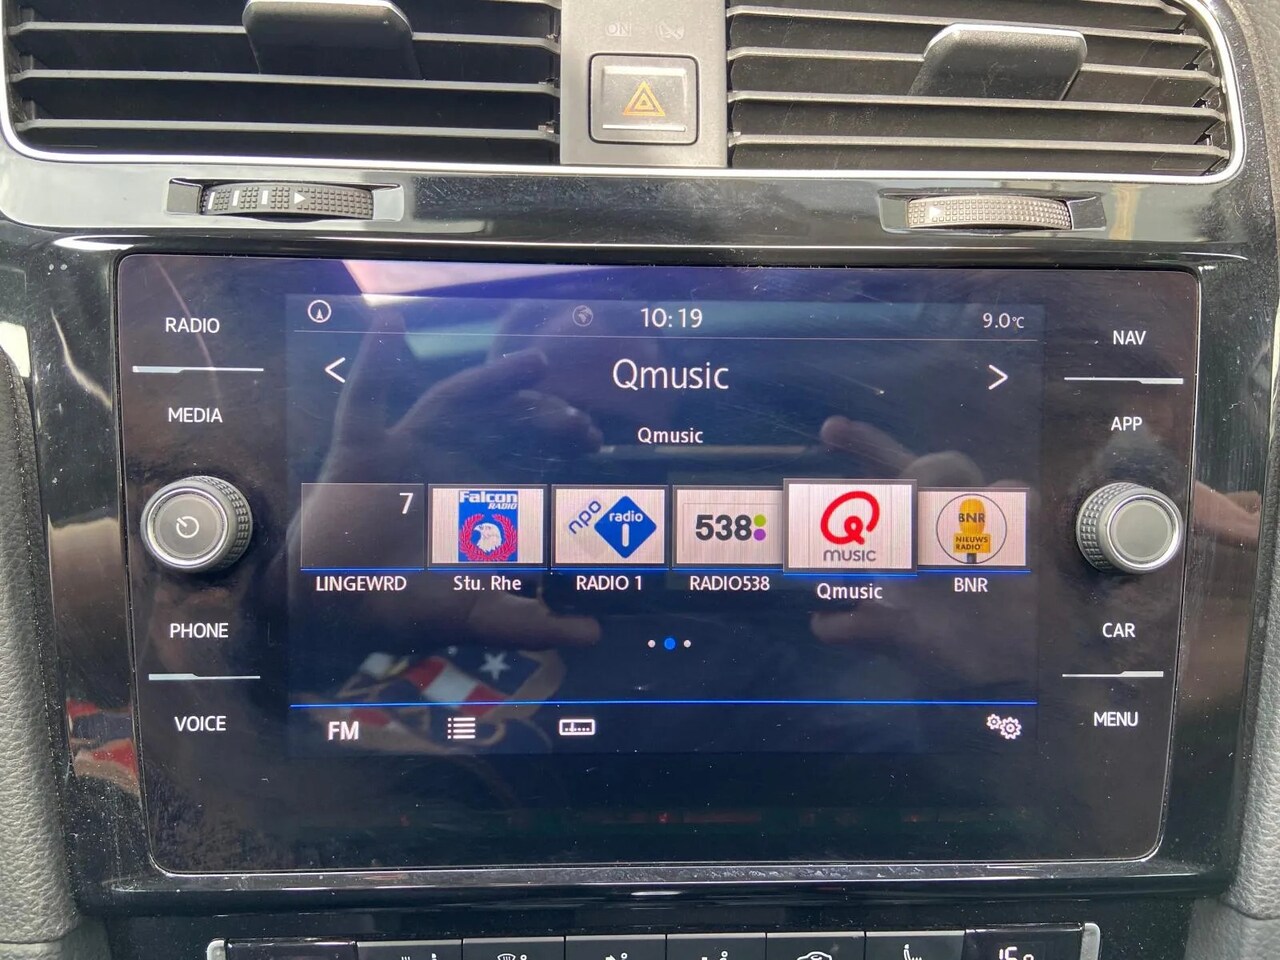 ON
RADIO
MEDIA
PHONE
VOICE
10:19
9.0°C
< Qmusic >
Qmusic
7
LINGEWRD
Falcon
RADIO
Stu. Rhe
npo
radio
1
RADIO 1
538
RADIO538
Q
MUSIC
Qmusic
BNR
NIEUWS
RADIO
BNR
FM
NAV
APP
CAR
MENU